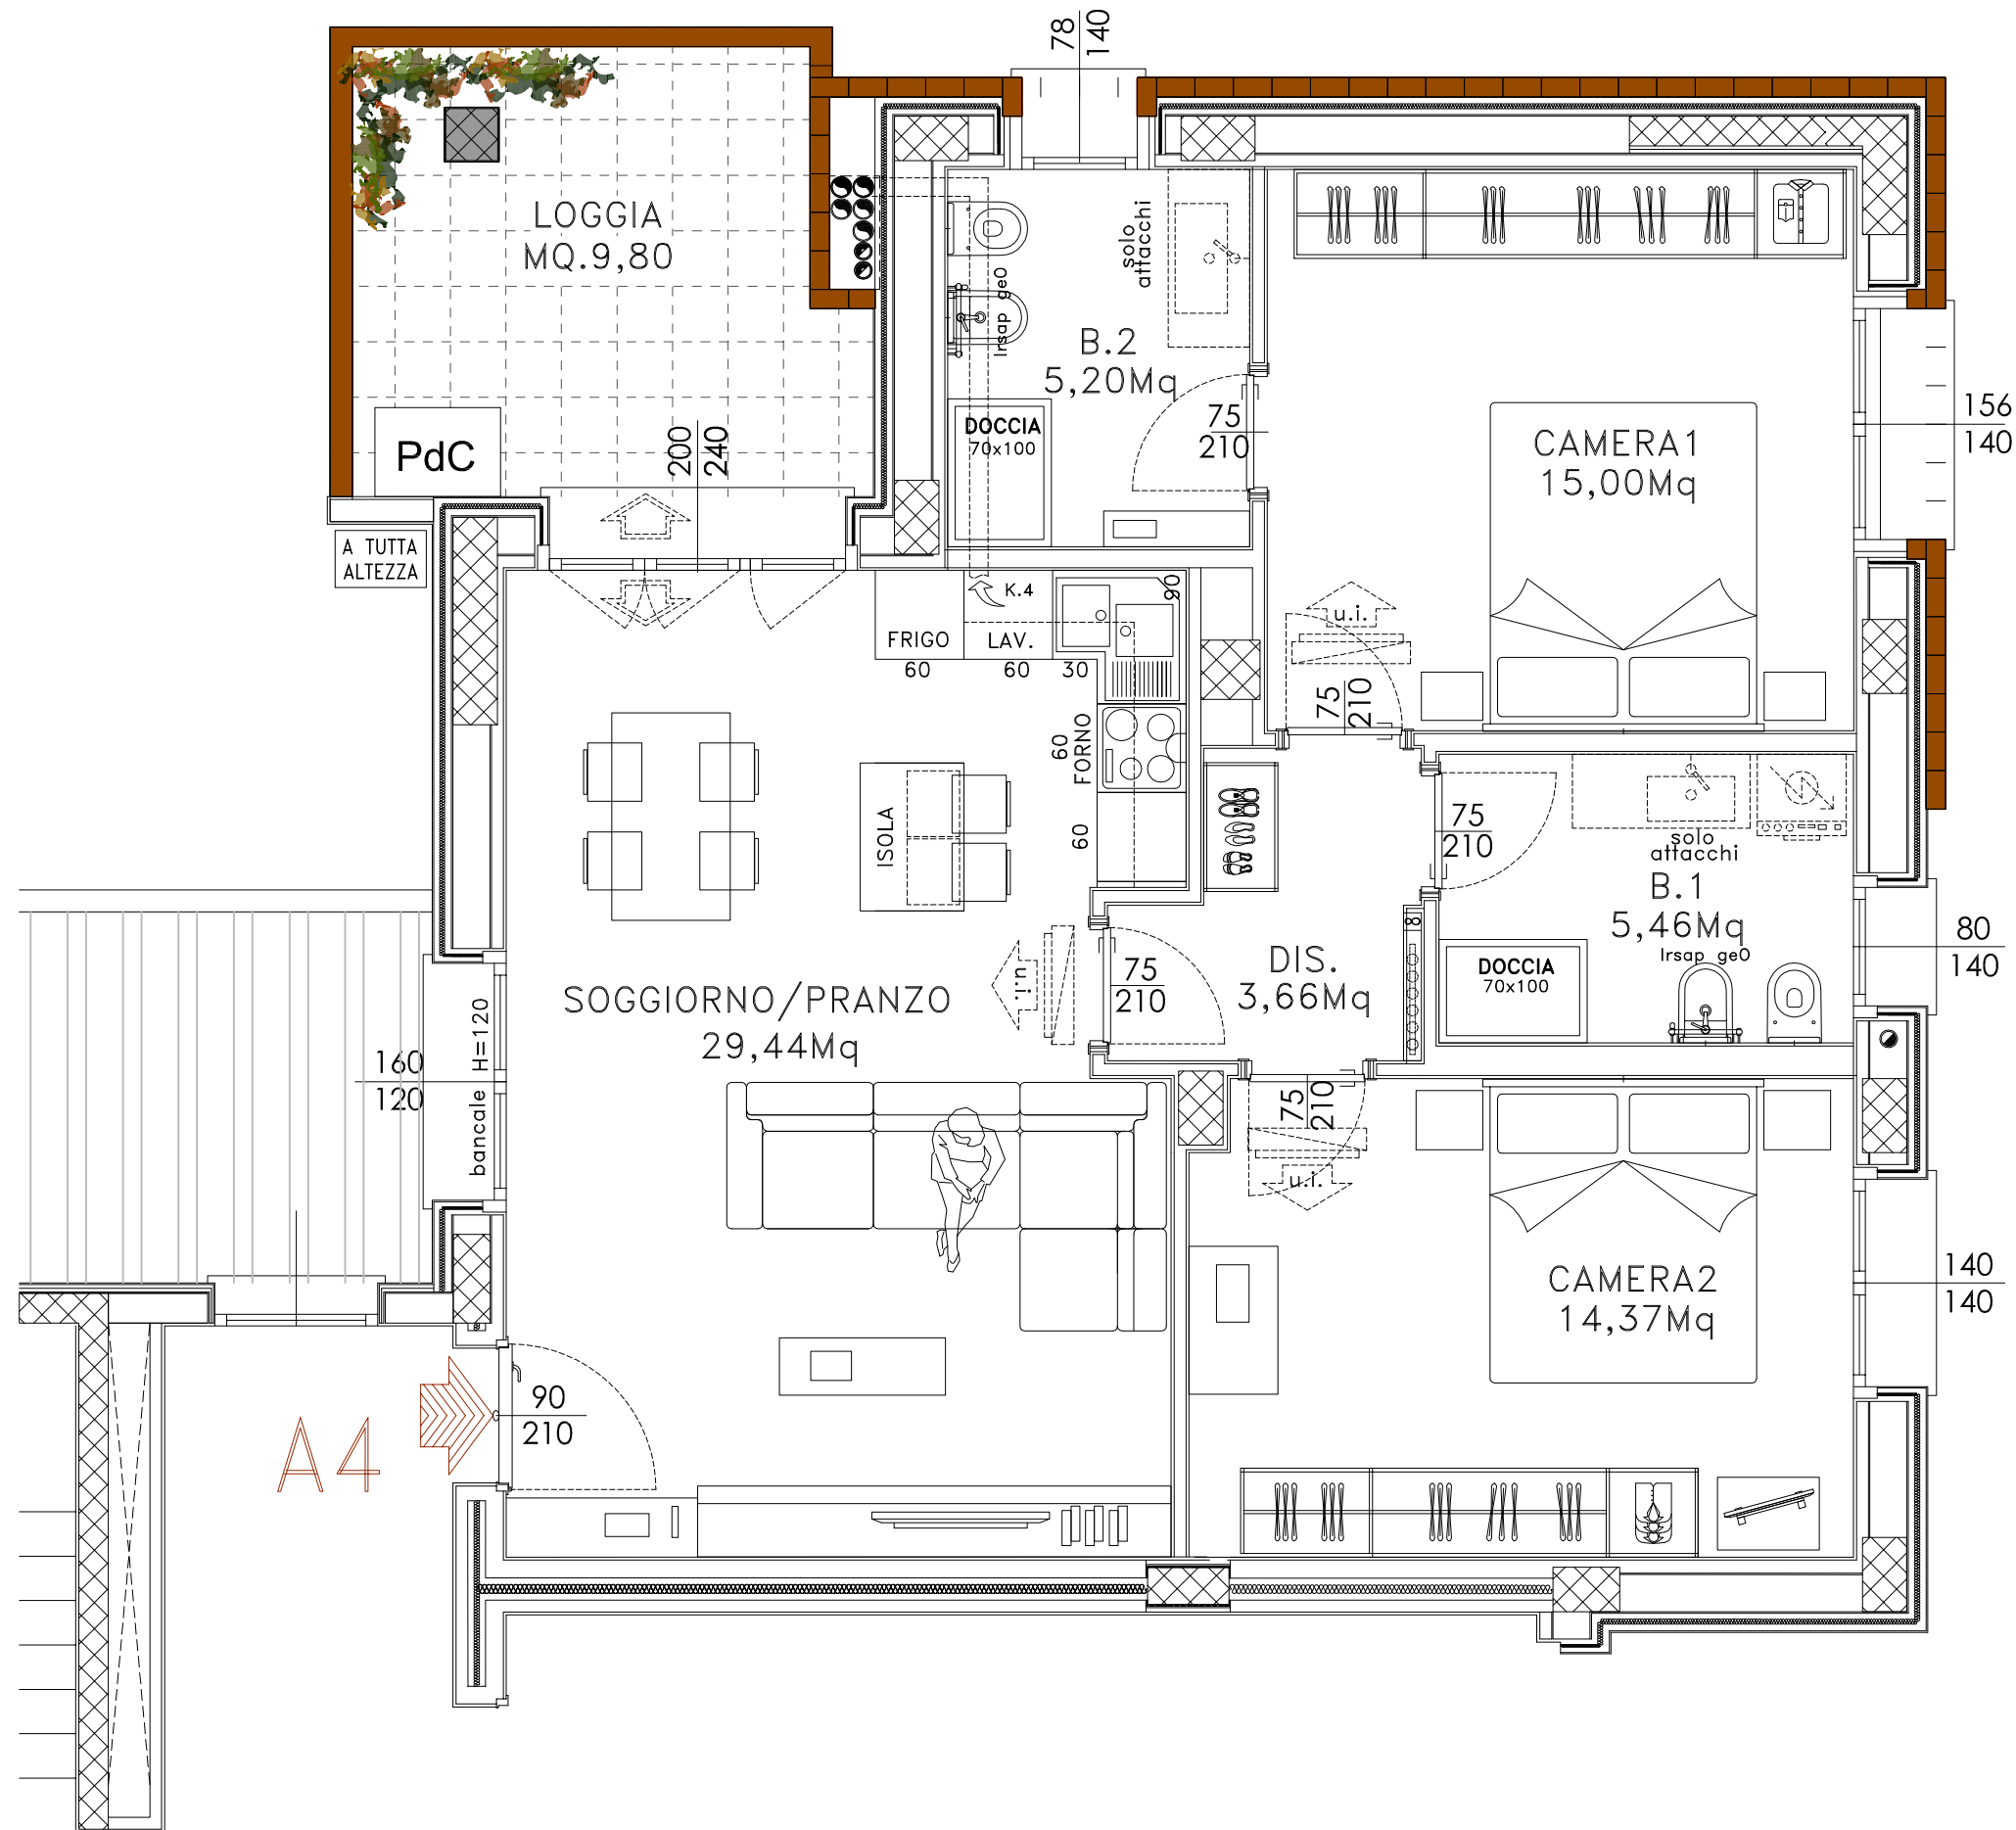 78
140
LOGGIA
MQ.9,80
solo
attacchi
Irsap geO
B.2
5,20Mq
DOCCIA
70x100
75
210
CAMERA1
15,00Mq
156
140
PdC
200
240
A TUTTA
ALTEZZA
K.4
90
FRIGO
LAV.
60
60
30
u.i.
75
210
60
FORNO
60
ISOLA
75
210
solo
attacchi
B.1
5,46Mq
Irsap geO
DOCCIA
70x100
80
140
8
DIS.
3,66Mq
u.i.
75
210
SOGGIORNO/PRANZO
29,44Mq
160
120
bancale H=120
75
210
u.i.
CAMERA2
14,37Mq
140
140
A4
90
210